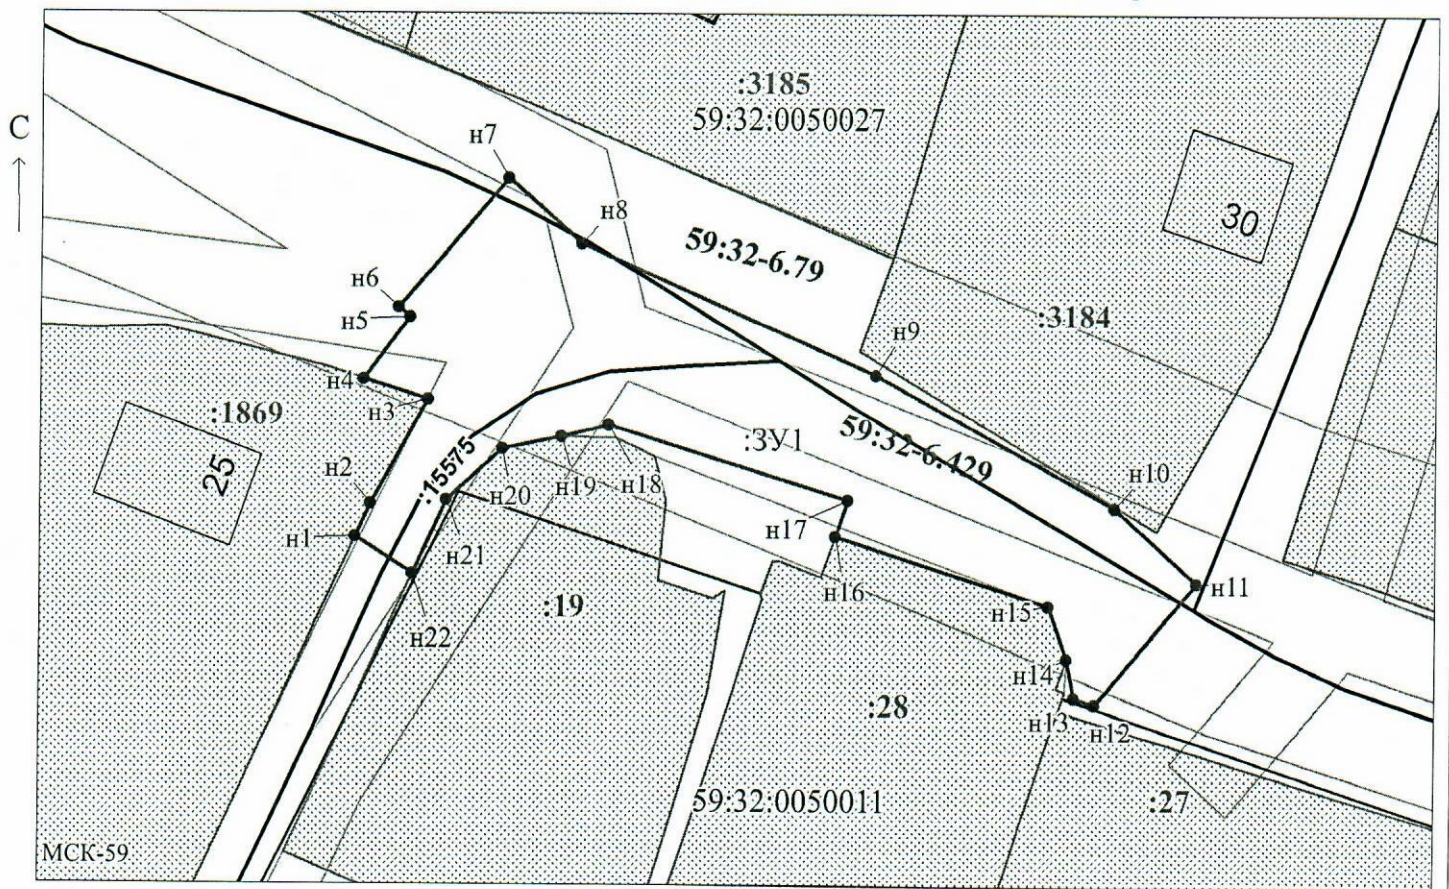 :3185
59:32:0050027
С
н7
30
н8
59:32-6.79
н6
н5
:3184
н9
н4
н3
:1869
:ЗУ1
59:32-6.429
25
:15575
н2
н20
н19
н18
н10
н17
н1
н21
н16
н11
:19
н15
н22
н14
:28
н13
н12
59:32:0050011
:27
МСК-59